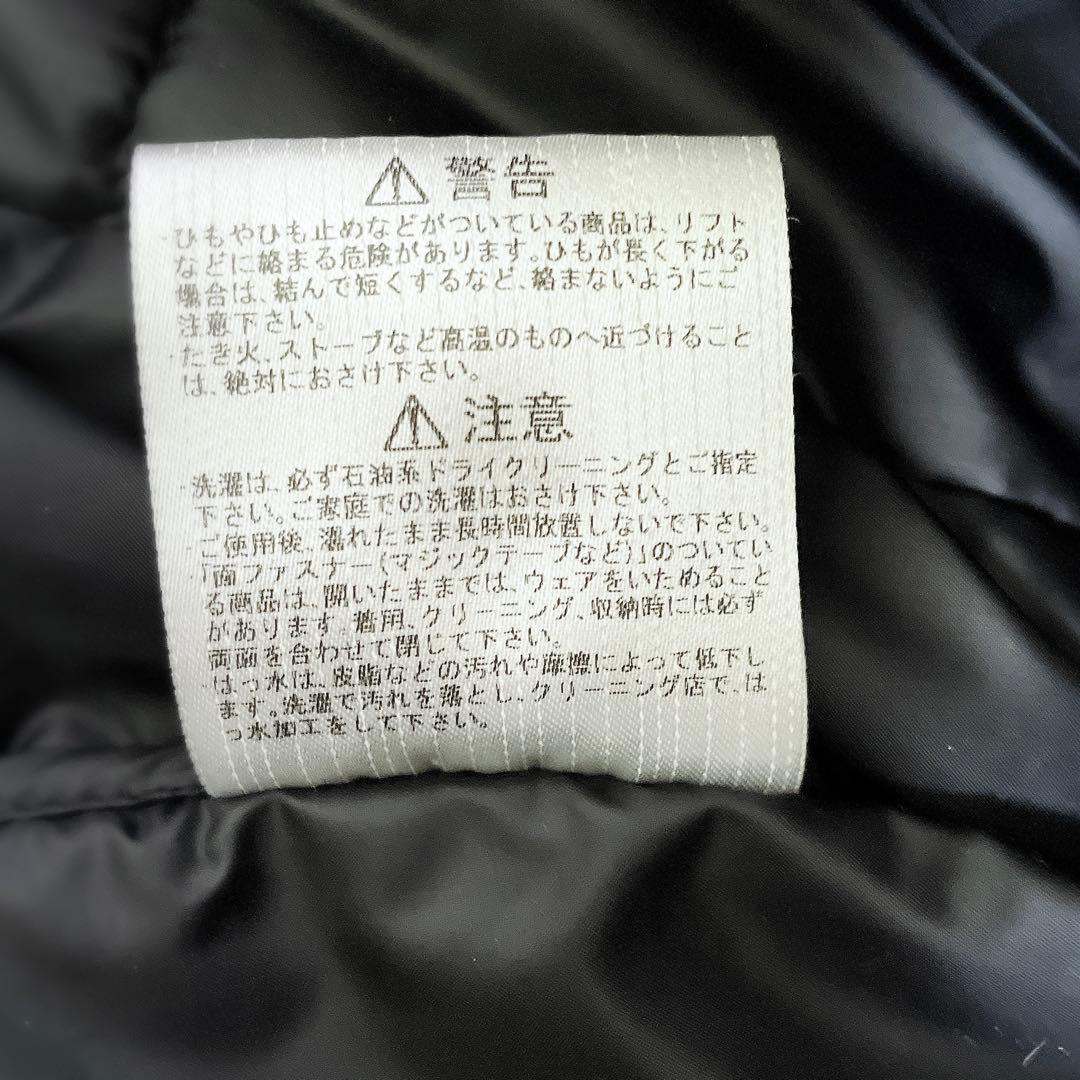 ⚠ 警告
・ひもやひも止めなどがついている商品は、リフト
などに絡まる危険があります。ひもが長く下がる
場合は、結んで短くするなど、絡まないようにご
注意下さい。
・たき火、ストーブなど高温のものへ近づけること
は、絶対におさけ下さい。
⚠ 注意
・洗濯は、必ず石油系ドライクリーニングとご指定
下さい。ご家庭での洗濯はおさけ下さい。
・ご使用後、濡れたまま長時間放置しないで下さい。
・「面ファスナー(マジックテープなど)」のついてい
る商品は、開いたままでは、ウェアをいためること
があります。着用、クリーニング、収納時には必ず
両面を合わせて閉じて下さい。
・はっ水は、皮脂などの汚れや摩擦によって低下し
ます。洗濯で汚れを落とし、クリーニング店で、は
っ水加工をして下さい。